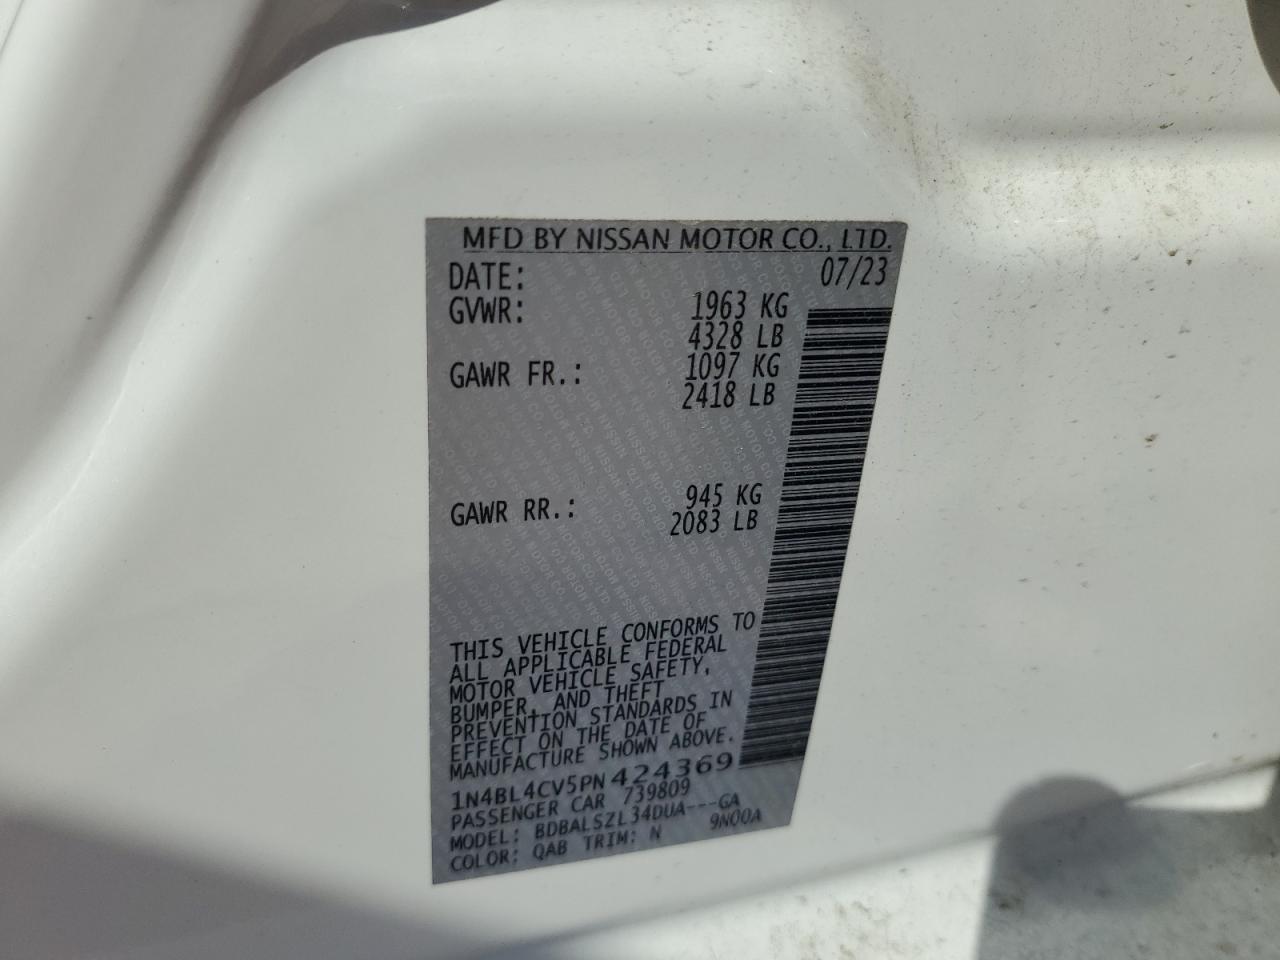 MFD BY NISSAN MOTOR CO., LTD.
DATE: 07/23
GVWR: 1963 KG
4328 LB
GAWR FR.: 1097 KG
2418 LB
GAWR RR.: 945 KG
2083 LB
THIS VEHICLE CONFORMS TO
ALL APPLICABLE FEDERAL
MOTOR VEHICLE SAFETY,
BUMPER, AND THEFT
PREVENTION STANDARDS IN
EFFECT ON THE DATE OF
MANUFACTURE SHOWN ABOVE.
1N4BL4CV5PN424369
PASSENGER CAR 739809
MODEL: BDBALSZL34DUA---GA
COLOR: QAB TRIM: N 9N00A